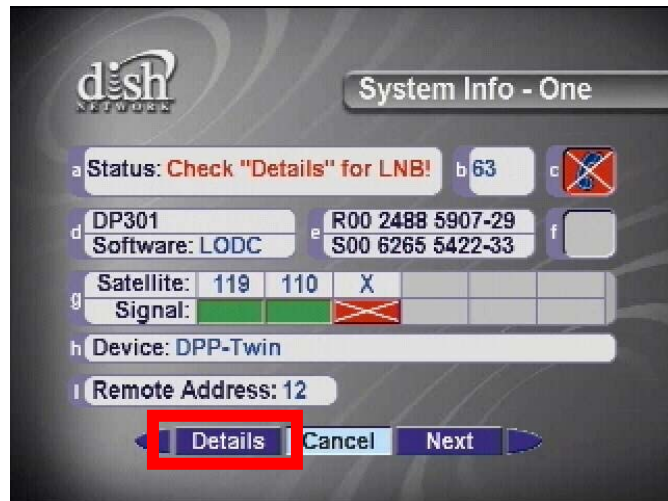 dish
NETWORK
System Info - One
a Status: Check "Details" for LNB! b 63 c
d DP301 e R00 2488 5907-29 f
Software: LODC S00 6265 5422-33
g Satellite: 119 110 X
Signal:
h Device: DPP-Twin
I Remote Address: 12
Details Cancel Next